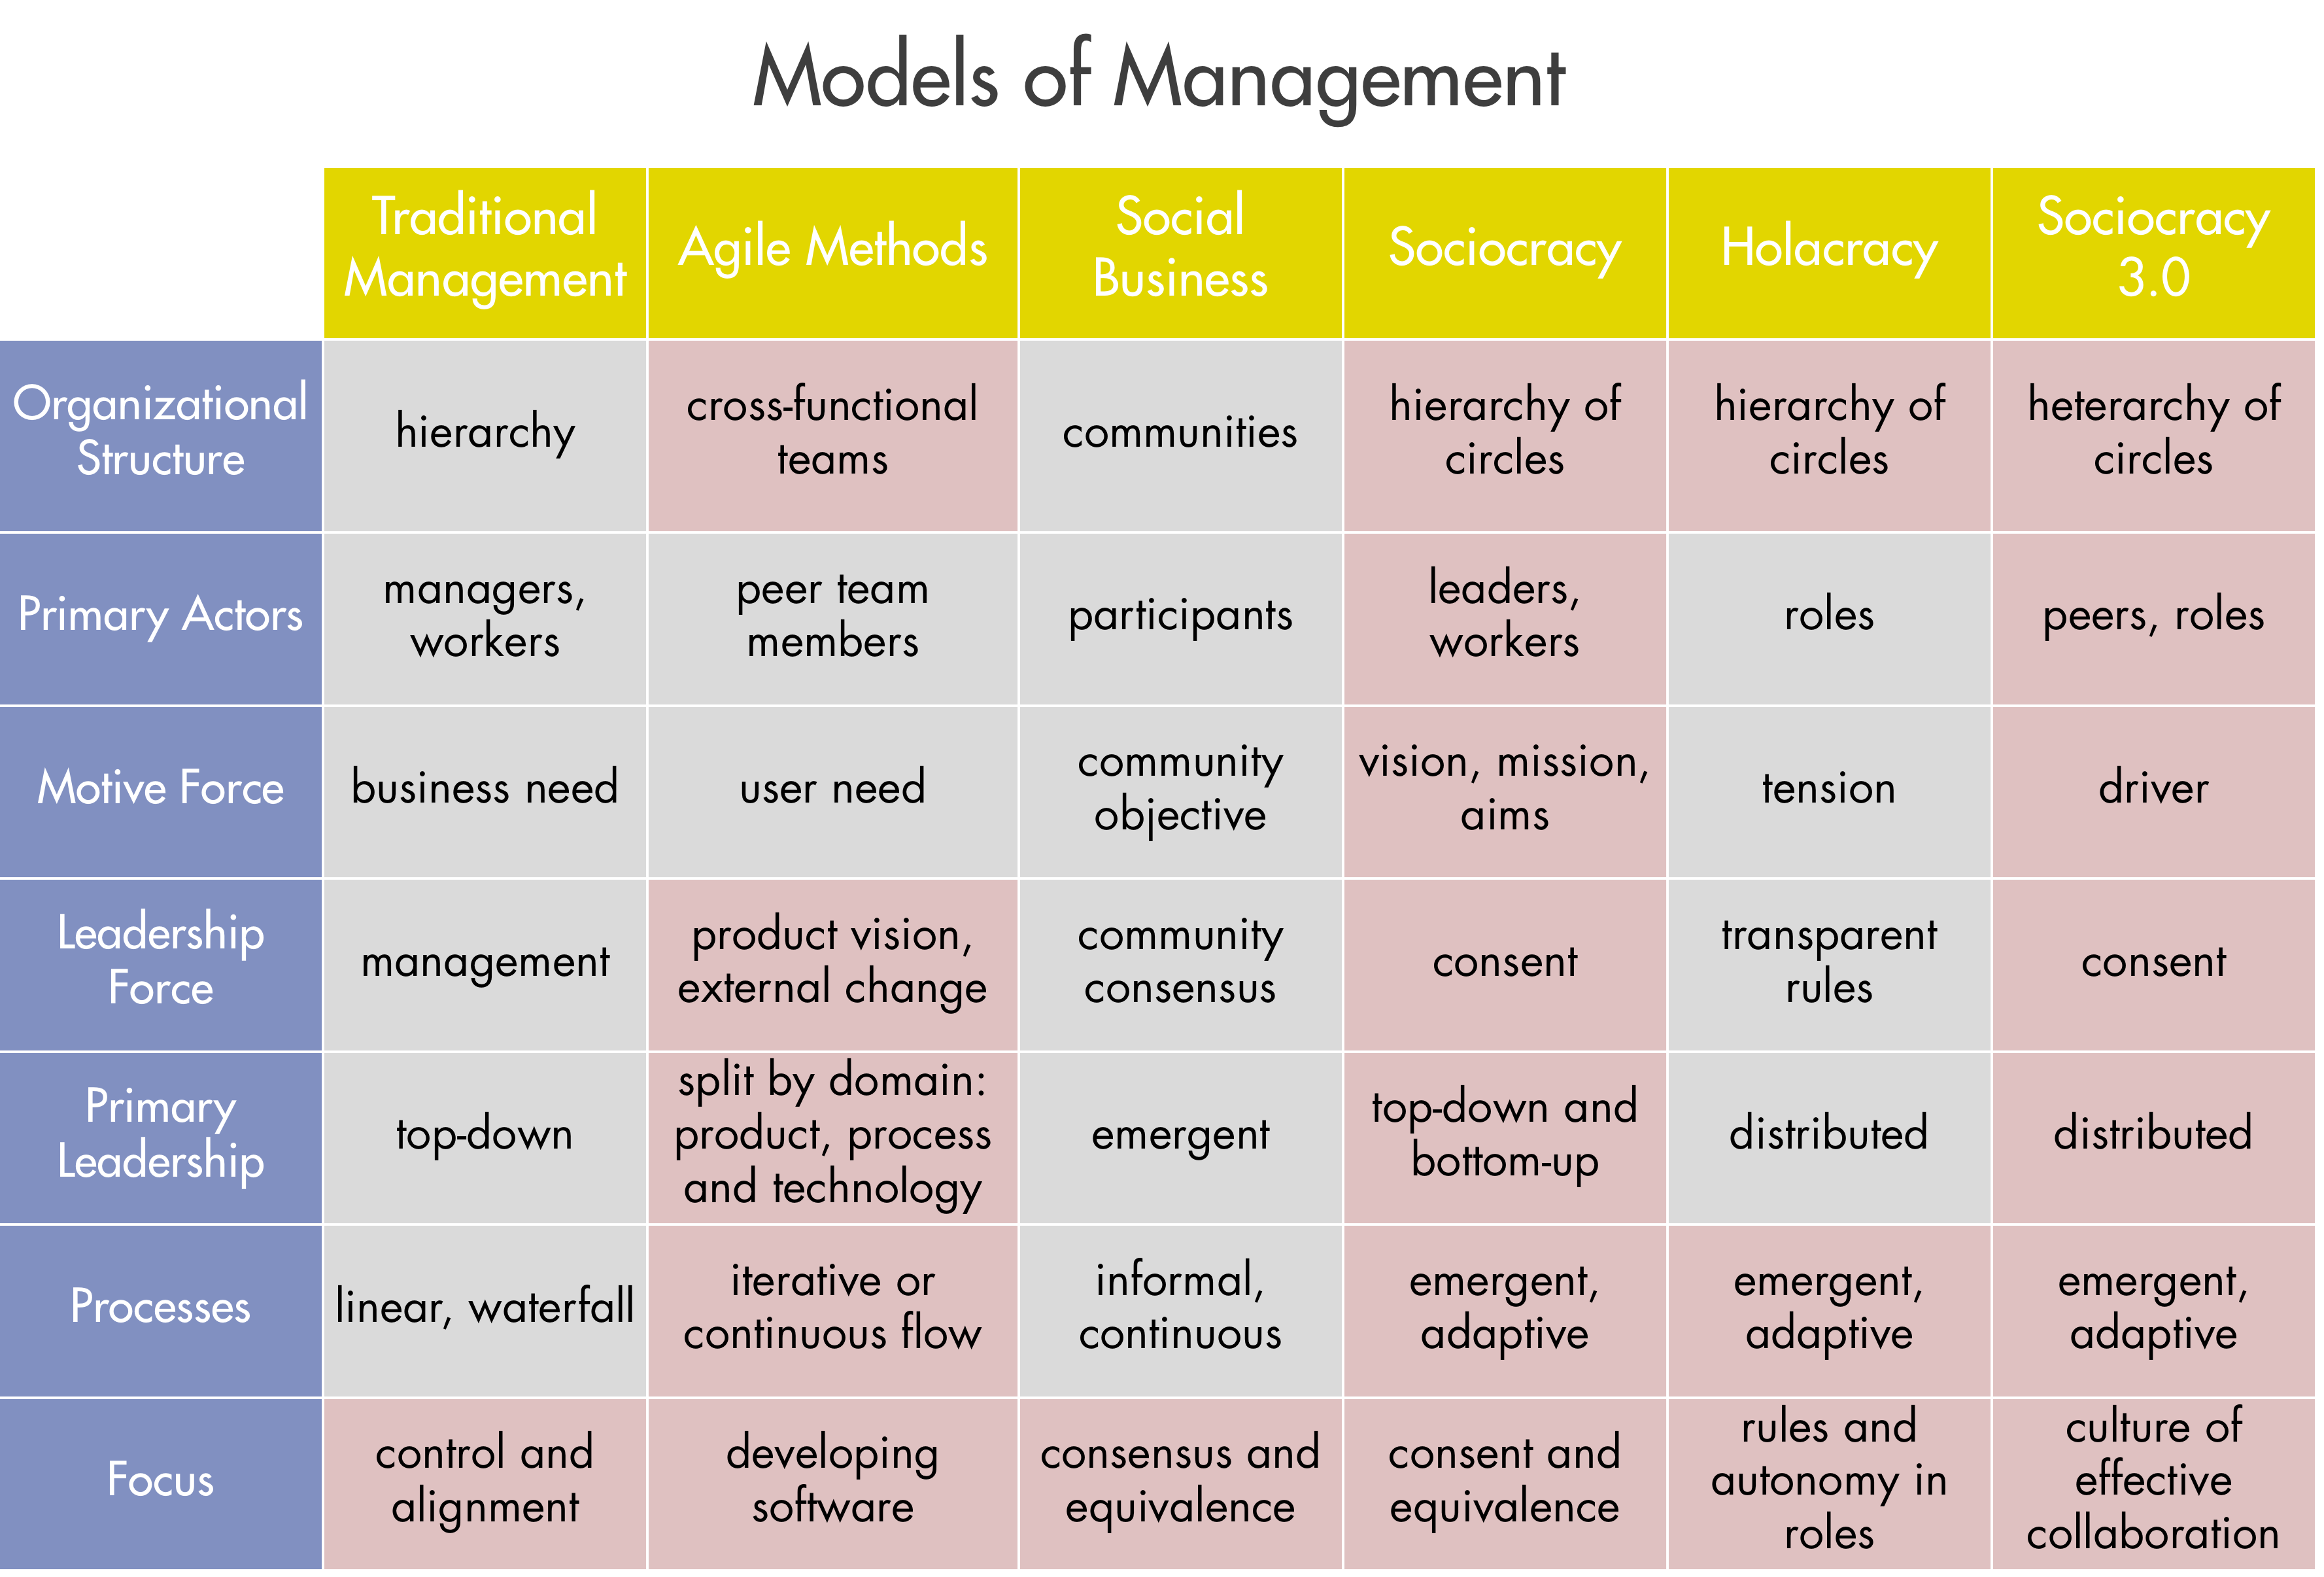 Models of Management
Traditional
Management
Agile Methods
Social
Business
Sociocracy
Holacracy
Sociocracy
3.0
Organizational
Structure
hierarchy
cross-functional
teams
communities
hierarchy of
circles
hierarchy of
circles
heterarchy of
circles
Primary Actors
managers,
workers
peer team
members
participants
leaders,
workers
roles
peers, roles
Motive Force
business need
user need
community
objective
vision, mission,
aims
tension
driver
Leadership
Force
management
product vision,
external change
community
consensus
consent
transparent
rules
consent
Primary
Leadership
top-down
split by domain:
product, process
and technology
emergent
top-down and
bottom-up
distributed
distributed
Processes
linear, waterfall
iterative or
continuous flow
informal,
continuous
emergent,
adaptive
emergent,
adaptive
emergent,
adaptive
Focus
control and
alignment
developing
software
consensus and
equivalence
consent and
equivalence
rules and
autonomy in
roles
culture of
effective
collaboration